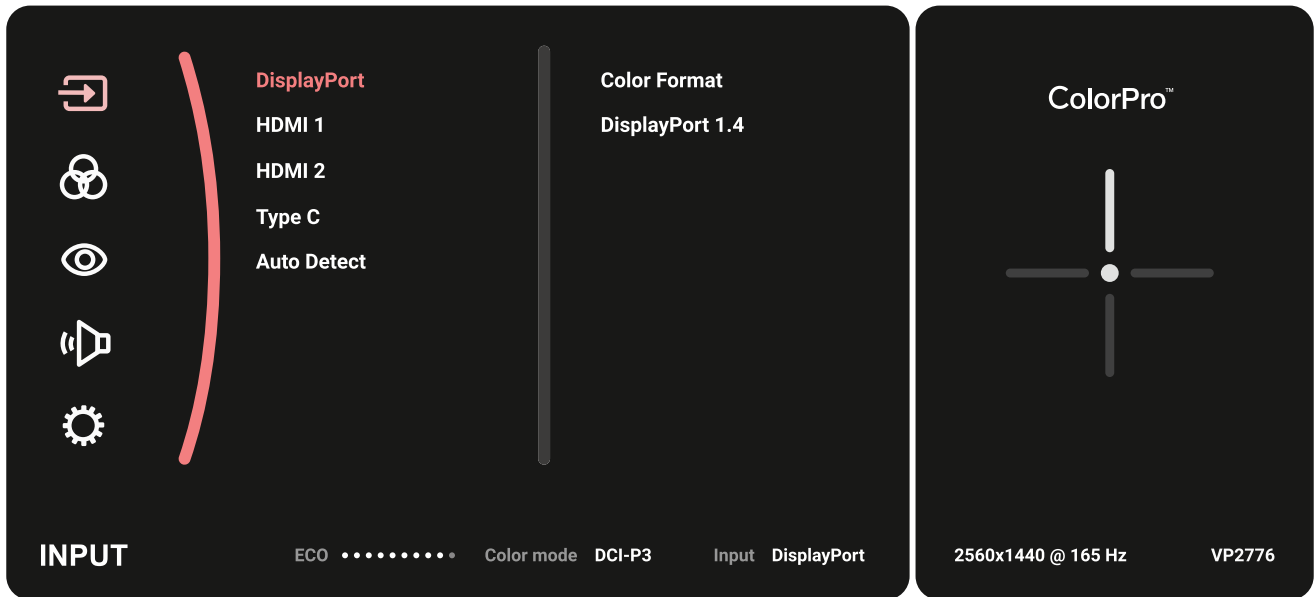 DisplayPort
HDMI 1
HDMI 2
Type C
Auto Detect
Color Format
DisplayPort 1.4
INPUT
ECO
Color mode DCI-P3
Input DisplayPort
ColorPro™
2560x1440 @ 165 Hz
VP2776